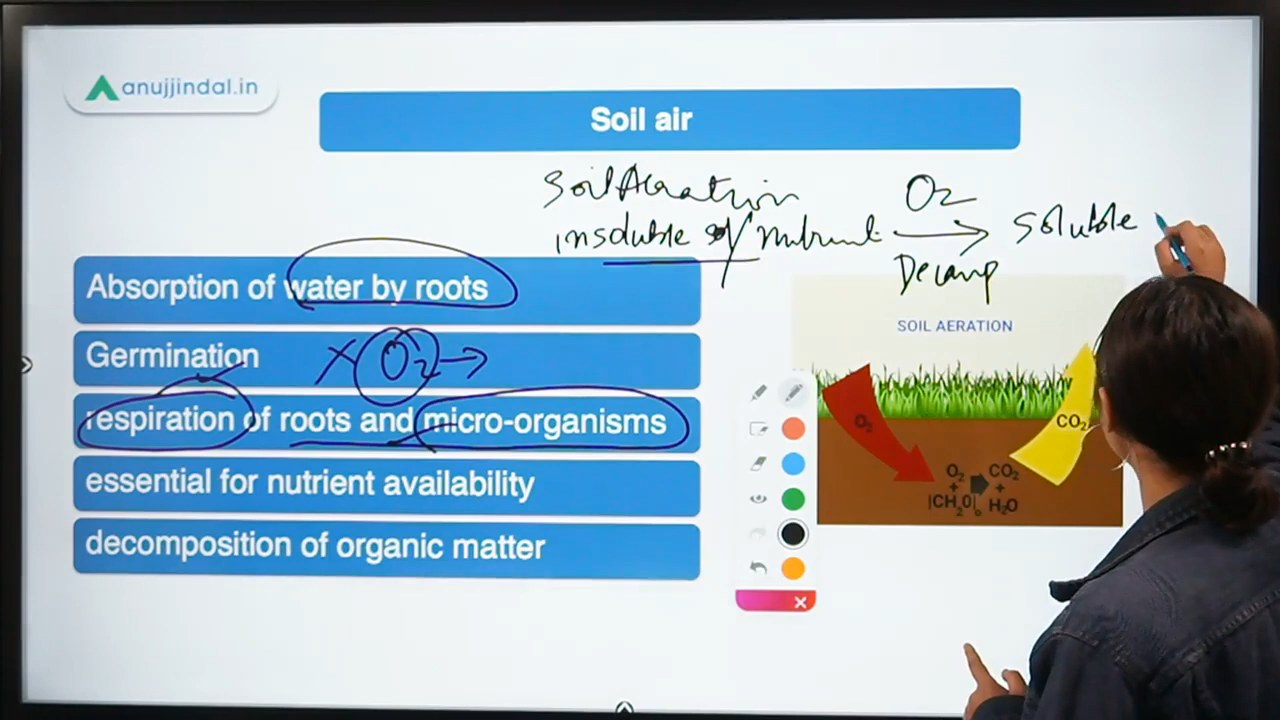 anujjindal.in
Soil air
Soil Aeration
insoluble of nutrient O2 → soluble
Decomp
Absorption of water by roots
Germination X O2 →
respiration of roots and micro-organisms
essential for nutrient availability
decomposition of organic matter
SOIL AERATION
O₂
CO₂
O₂ CO₂
+ +
|CH₂O|₆ H₂O